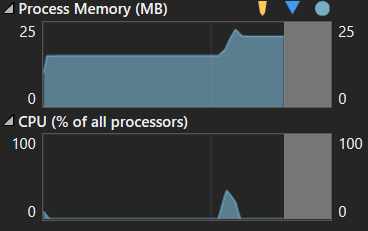 Process Memory (MB)
25 25
0 0
CPU (% of all processors)
100 100
0 0